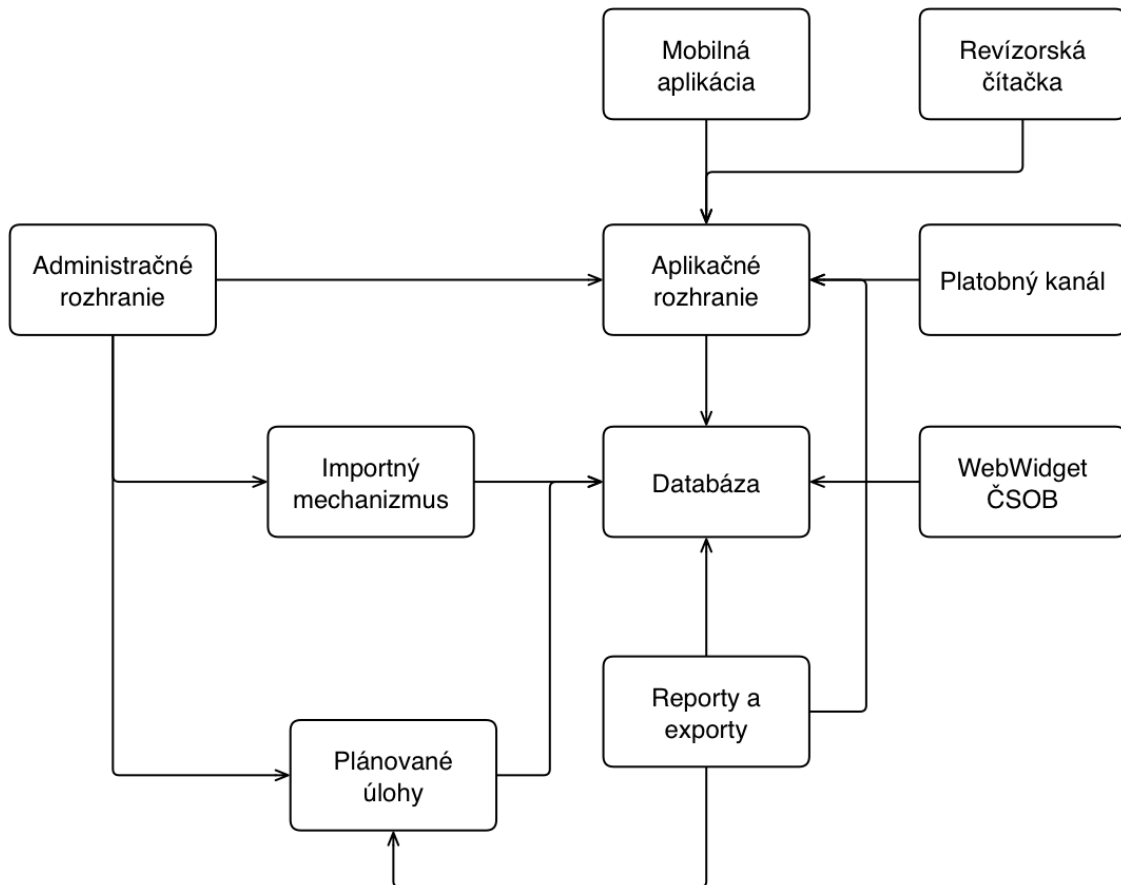 Mobilná
aplikácia
Revízorská
čítačka
Administračné
rozhranie
Aplikačné
rozhranie
Platobný kanál
Importný
mechanizmus
Databáza
WebWidget
ČSOB
Reporty a
exporty
Plánované
úlohy